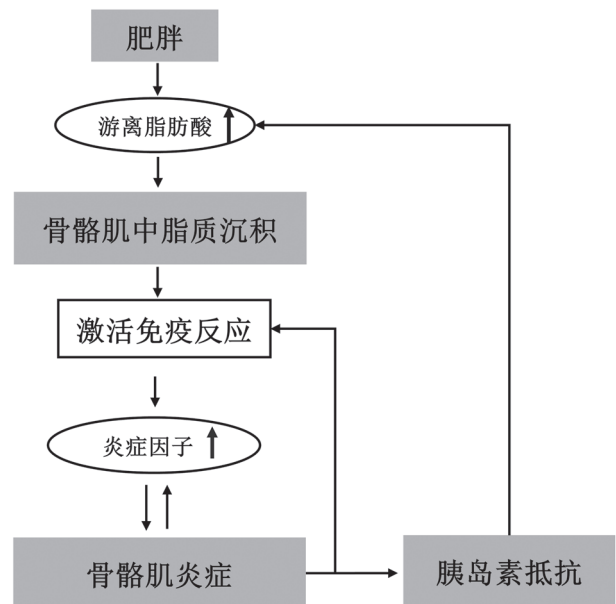 肥胖
游离脂肪酸
骨骼肌中脂质沉积
激活免疫反应
炎症因子
骨骼肌炎症
胰岛素抵抗